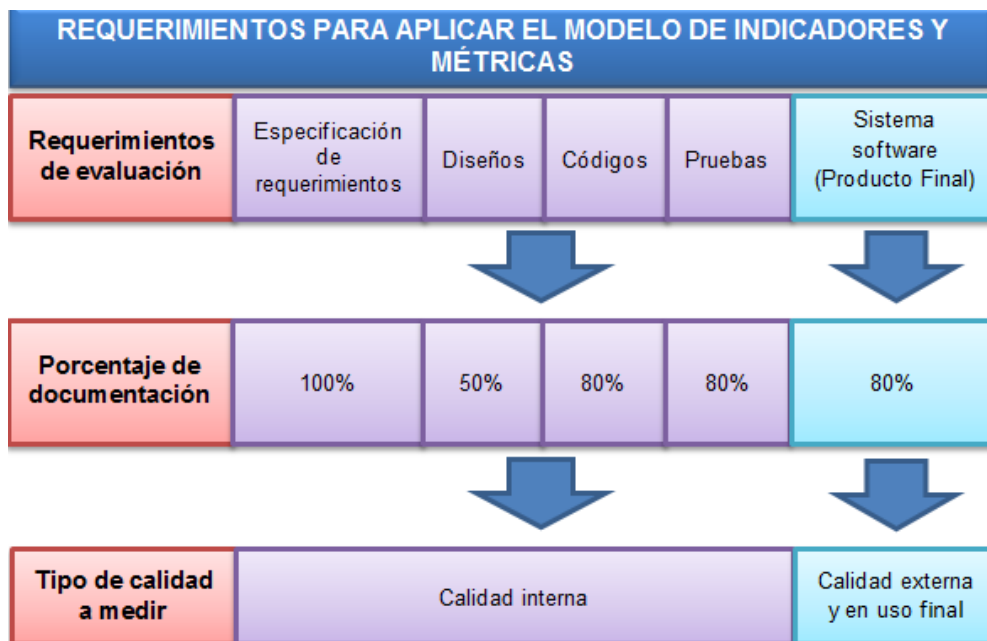 REQUERIMIENTOS PARA APLICAR EL MODELO DE INDICADORES Y
MÉTRICAS
Requerimientos
de evaluación
Especificación
de
requerimientos
Diseños
Códigos
Pruebas
Sistema
software
(Producto Final)
Porcentaje de
documentación
100%
50%
80%
80%
80%
Tipo de calidad
a medir
Calidad interna
Calidad externa
y en uso final